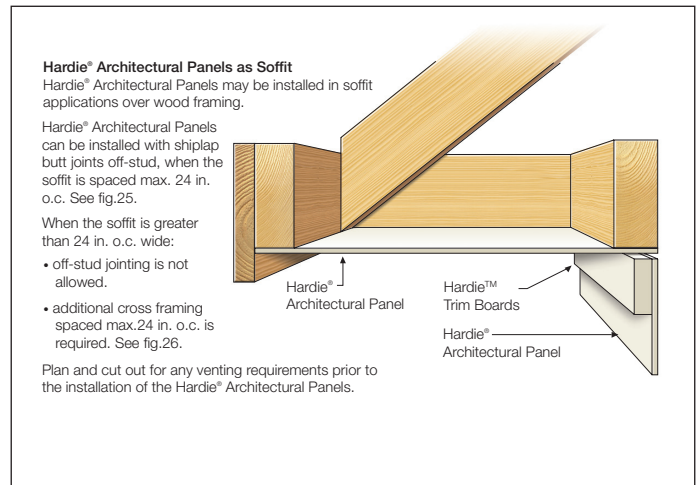 Hardie® Architectural Panels as Soffit
Hardie® Architectural Panels may be installed in soffit
applications over wood framing.
Hardie® Architectural Panels
can be installed with shiplap
butt joints off-stud, when the
soffit is spaced max. 24 in.
o.c. See fig.25.
When the soffit is greater
than 24 in. o.c. wide:
• off-stud jointing is not
allowed.
• additional cross framing
spaced max.24 in. o.c. is
required. See fig.26.
Plan and cut out for any venting requirements prior to
the installation of the Hardie® Architectural Panels.
Hardie®
Architectural Panel
Hardie™
Trim Boards
Hardie®
Architectural Panel